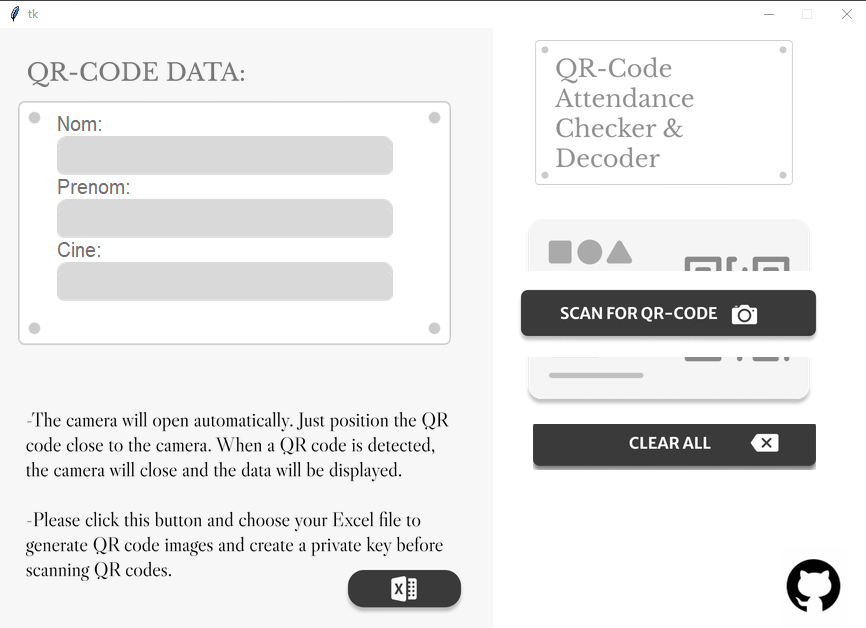 tk
QR-CODE DATA:
Nom:
Prenom:
Cine:
-The camera will open automatically. Just position the QR
code close to the camera. When a QR code is detected,
the camera will close and the data will be displayed.
-Please click this button and choose your Excel file to
generate QR code images and create a private key before
scanning QR codes.
X
QR-Code
Attendance
Checker &
Decoder
SCAN FOR QR-CODE
CLEAR ALL